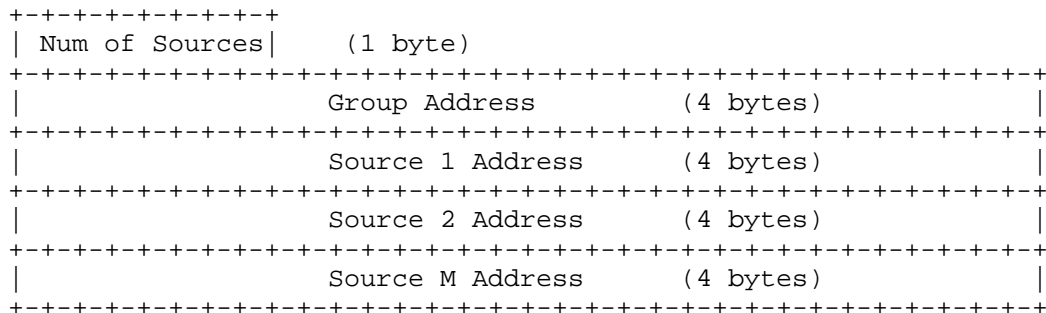 +-+-+-+-+-+-+-+-+
| Num of Sources|    (1 byte)
+-+-+-+-+-+-+-+-+-+-+-+-+-+-+-+-+-+-+-+-+-+-+-+-+-+-+-+-+-+-+-+-+
|                   Group Address         (4 bytes)             |
+-+-+-+-+-+-+-+-+-+-+-+-+-+-+-+-+-+-+-+-+-+-+-+-+-+-+-+-+-+-+-+-+
|                   Source 1 Address      (4 bytes)             |
+-+-+-+-+-+-+-+-+-+-+-+-+-+-+-+-+-+-+-+-+-+-+-+-+-+-+-+-+-+-+-+-+
|                   Source 2 Address      (4 bytes)             |
+-+-+-+-+-+-+-+-+-+-+-+-+-+-+-+-+-+-+-+-+-+-+-+-+-+-+-+-+-+-+-+-+
|                   Source M Address      (4 bytes)             |
+-+-+-+-+-+-+-+-+-+-+-+-+-+-+-+-+-+-+-+-+-+-+-+-+-+-+-+-+-+-+-+-+